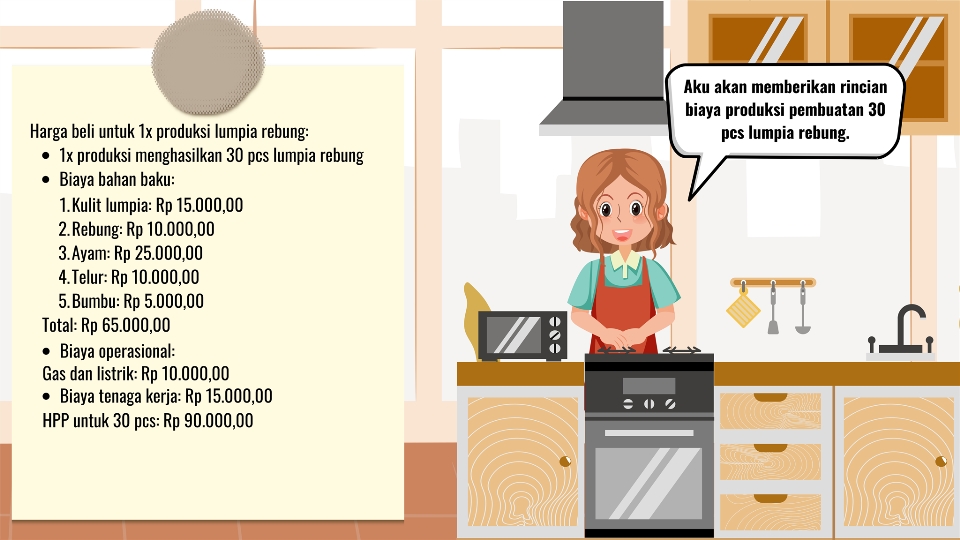 Harga beli untuk 1x produksi lumpia rebung:
• 1x produksi menghasilkan 30 pcs lumpia rebung
• Biaya bahan baku:
1. Kulit lumpia: Rp 15.000,00
2. Rebung: Rp 10.000,00
3. Ayam: Rp 25.000,00
4. Telur: Rp 10.000,00
5. Bumbu: Rp 5.000,00
Total: Rp 65.000,00
• Biaya operasional:
Gas dan listrik: Rp 10.000,00
• Biaya tenaga kerja: Rp 15.000,00
HPP untuk 30 pcs: Rp 90.000,00
Aku akan memberikan rincian
biaya produksi pembuatan 30
pcs lumpia rebung.